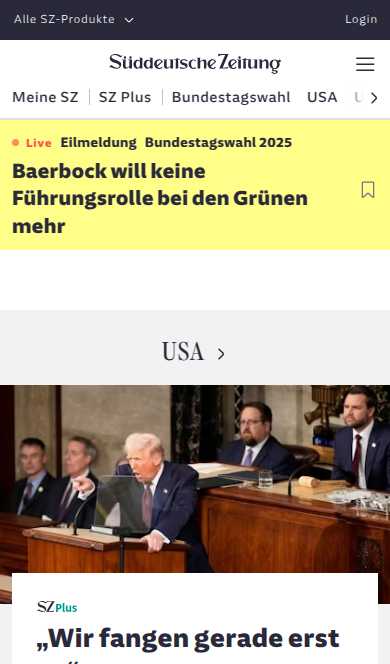 Alle SZ-Produkte Login
Süddeutsche Zeitung
Meine SZ SZ Plus Bundestagswahl USA
Live Eilmeldung Bundestagswahl 2025
Baerbock will keine
Führungsrolle bei den Grünen
mehr
USA
SZ Plus
„Wir fangen gerade erst